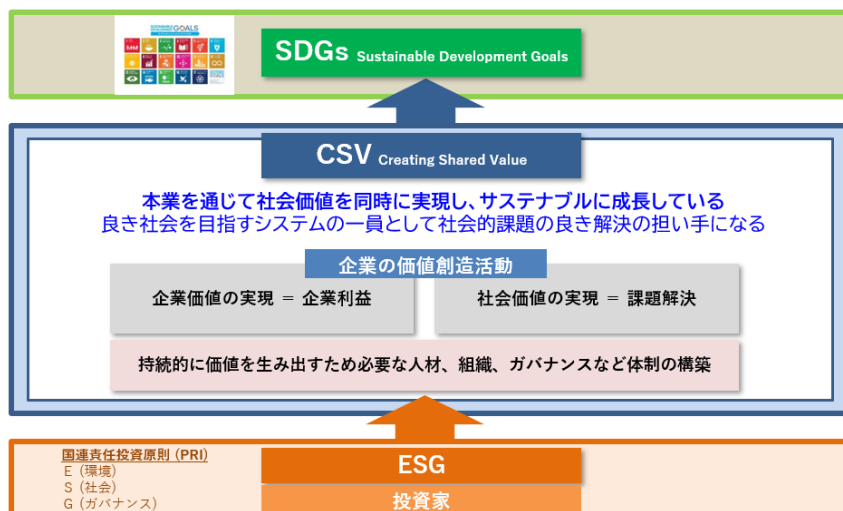 GOALS
SDGs Sustainable Development Goals
CSV Creating Shared Value
本業を通じて社会価値を同時に実現し、サステナブルに成長している
良き社会を目指すシステムの一員として社会的課題の良き解決の担い手になる
企業の価値創造活動
企業価値の実現 = 企業利益
社会価値の実現 = 課題解決
持続的に価値を生み出すため必要な人材、組織、ガバナンスなど体制の構築
国連責任投資原則 (PRI)
E (環境)
S (社会)
G (ガバナンス)
ESG
投資家